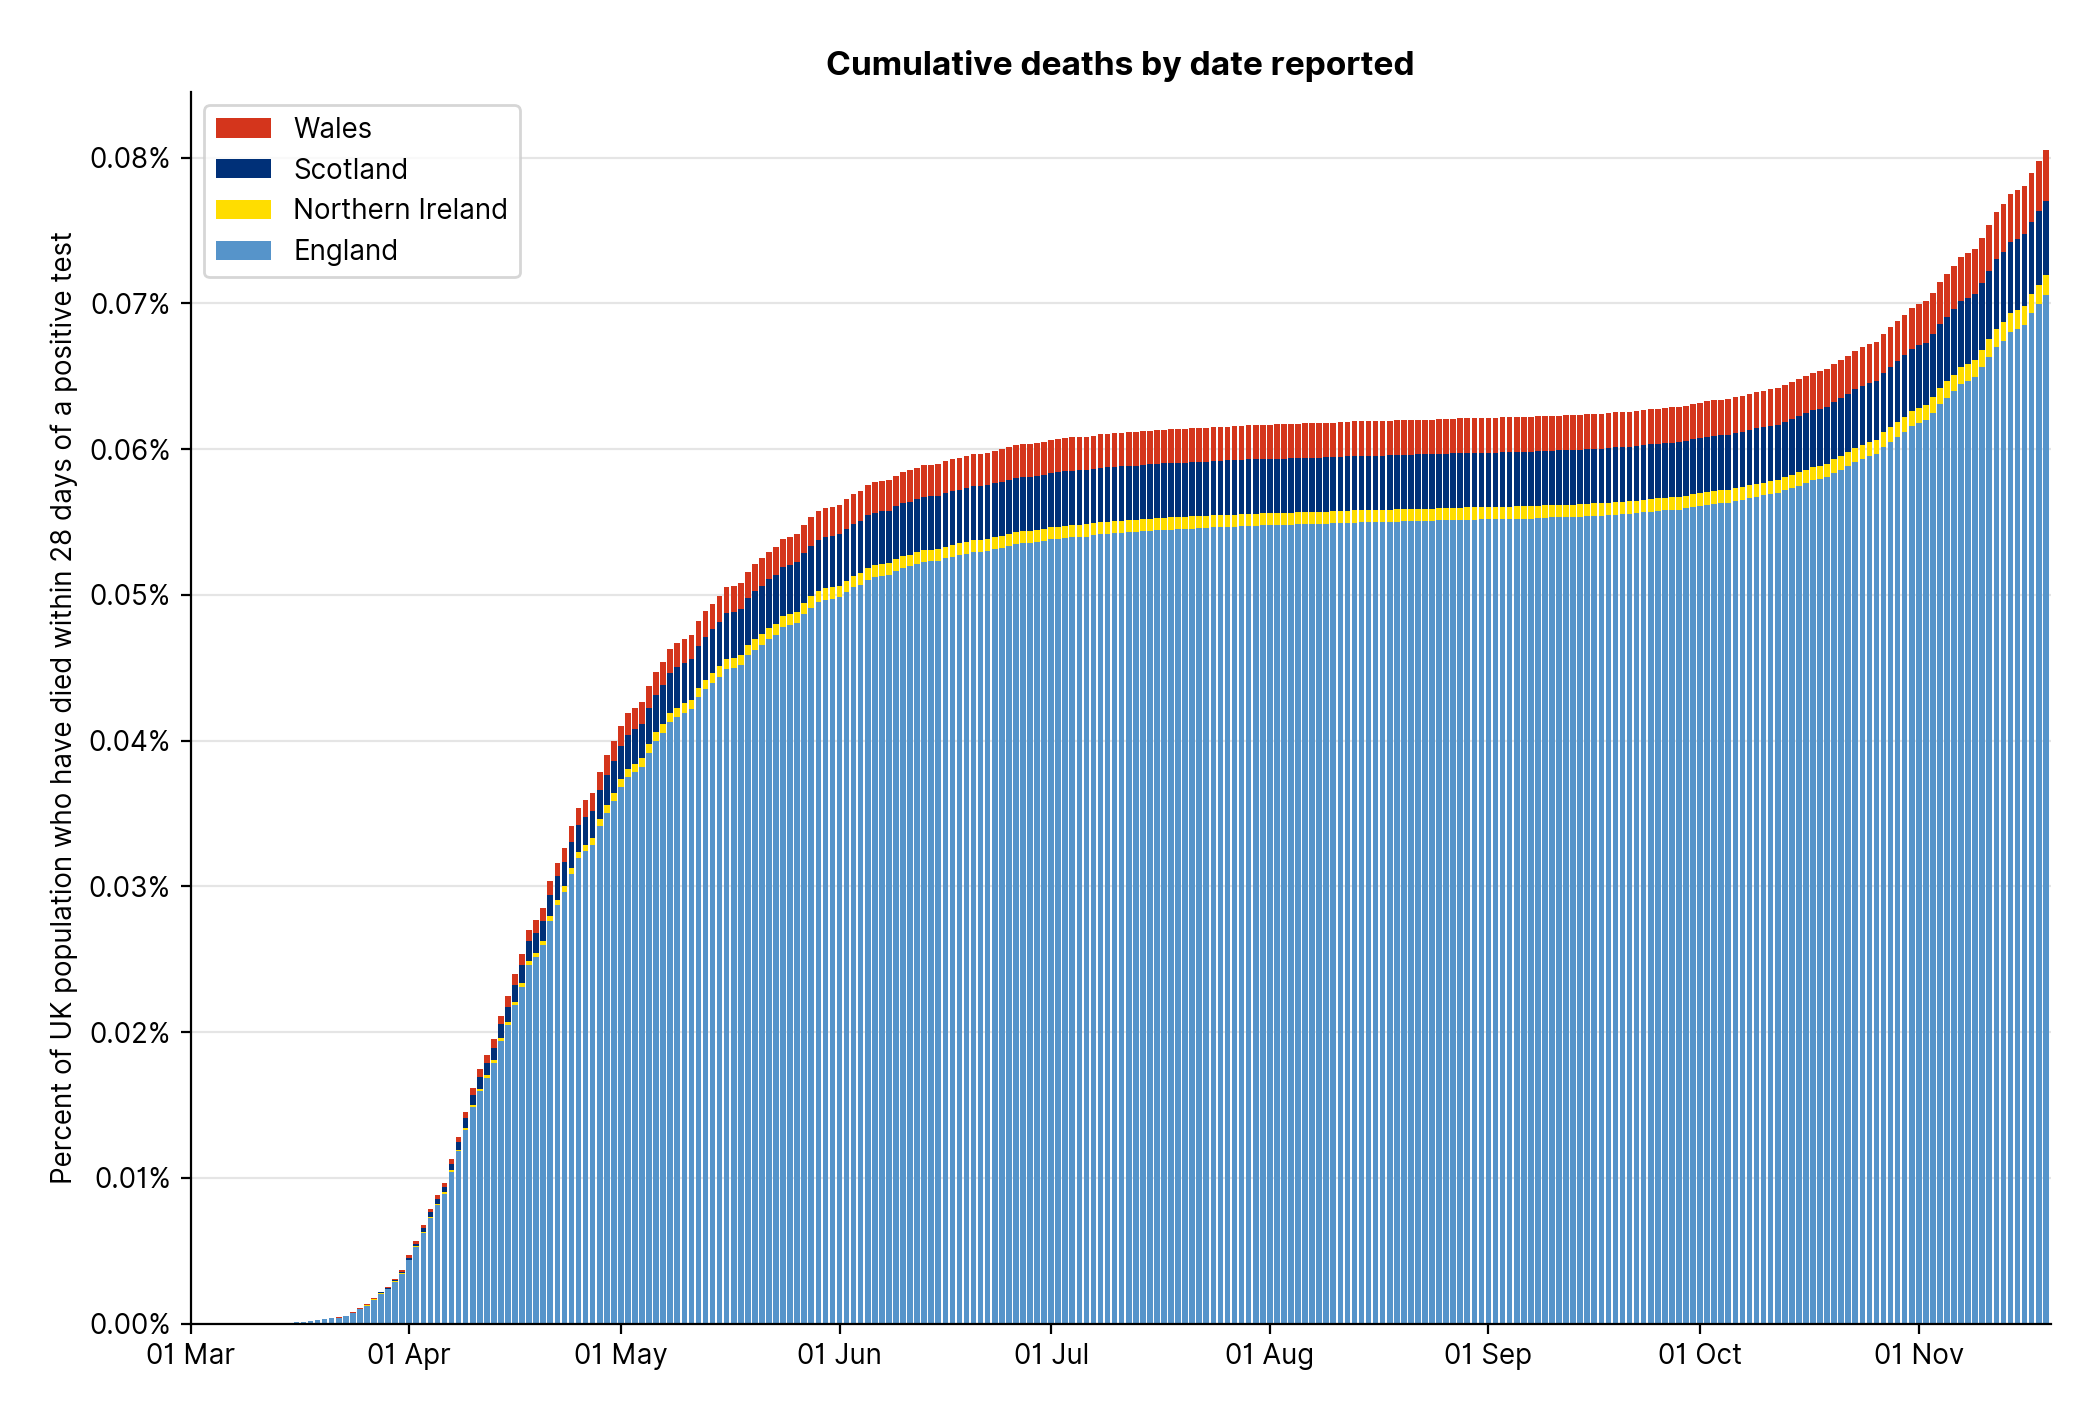 Cumulative deaths by date reported
Wales
Scotland
Northern Ireland
England
Percent of UK population who have died within 28 days of a positive test
0.08%
0.07%
0.06%
0.05%
0.04%
0.03%
0.02%
0.01%
0.00%
01 Mar
01 Apr
01 May
01 Jun
01 Jul
01 Aug
01 Sep
01 Oct
01 Nov